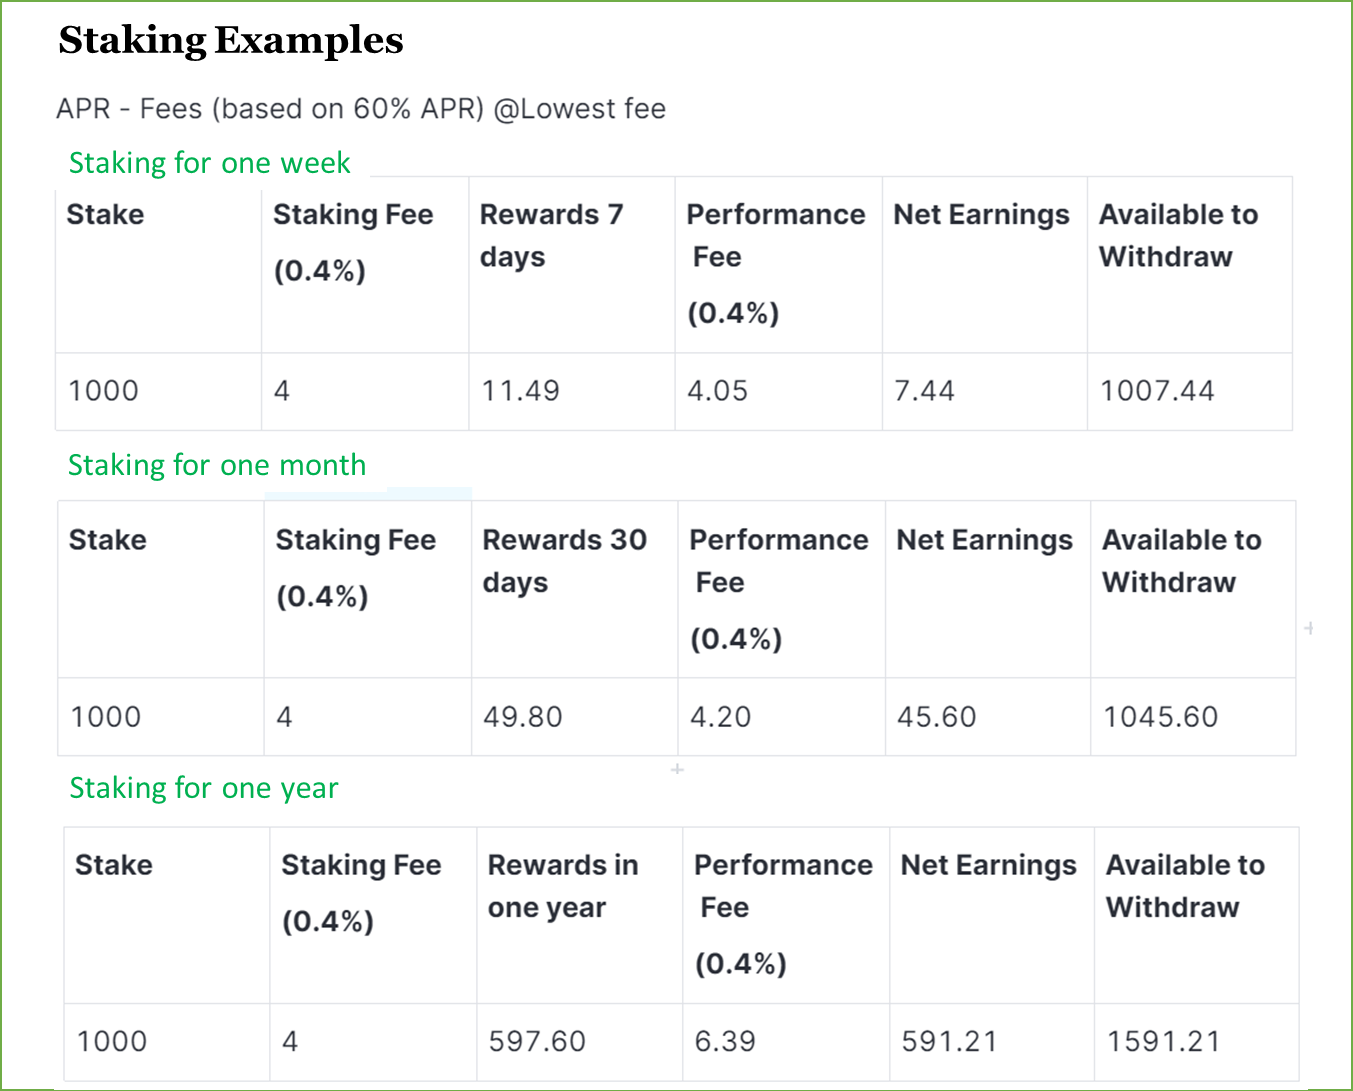 Staking Examples
APR - Fees (based on 60% APR) @Lowest fee
Staking for one week
Stake Staking Fee Rewards 7 Performance Net Earnings Available to
days Fee Withdraw
(0.4%)
(0.4%)
1000 4 11.49 4.05 7.44 1007.44
Staking for one month
Stake Staking Fee Rewards 30 Performance Net Earnings Available to
days Fee Withdraw
(0.4%)
(0.4%)
1000 4 49.80 4.20 45.60 1045.60
Staking for one year
Stake Staking Fee Rewards in Performance Net Earnings Available to
one year Fee Withdraw
(0.4%)
(0.4%)
1000 4 597.60 6.39 591.21 1591.21